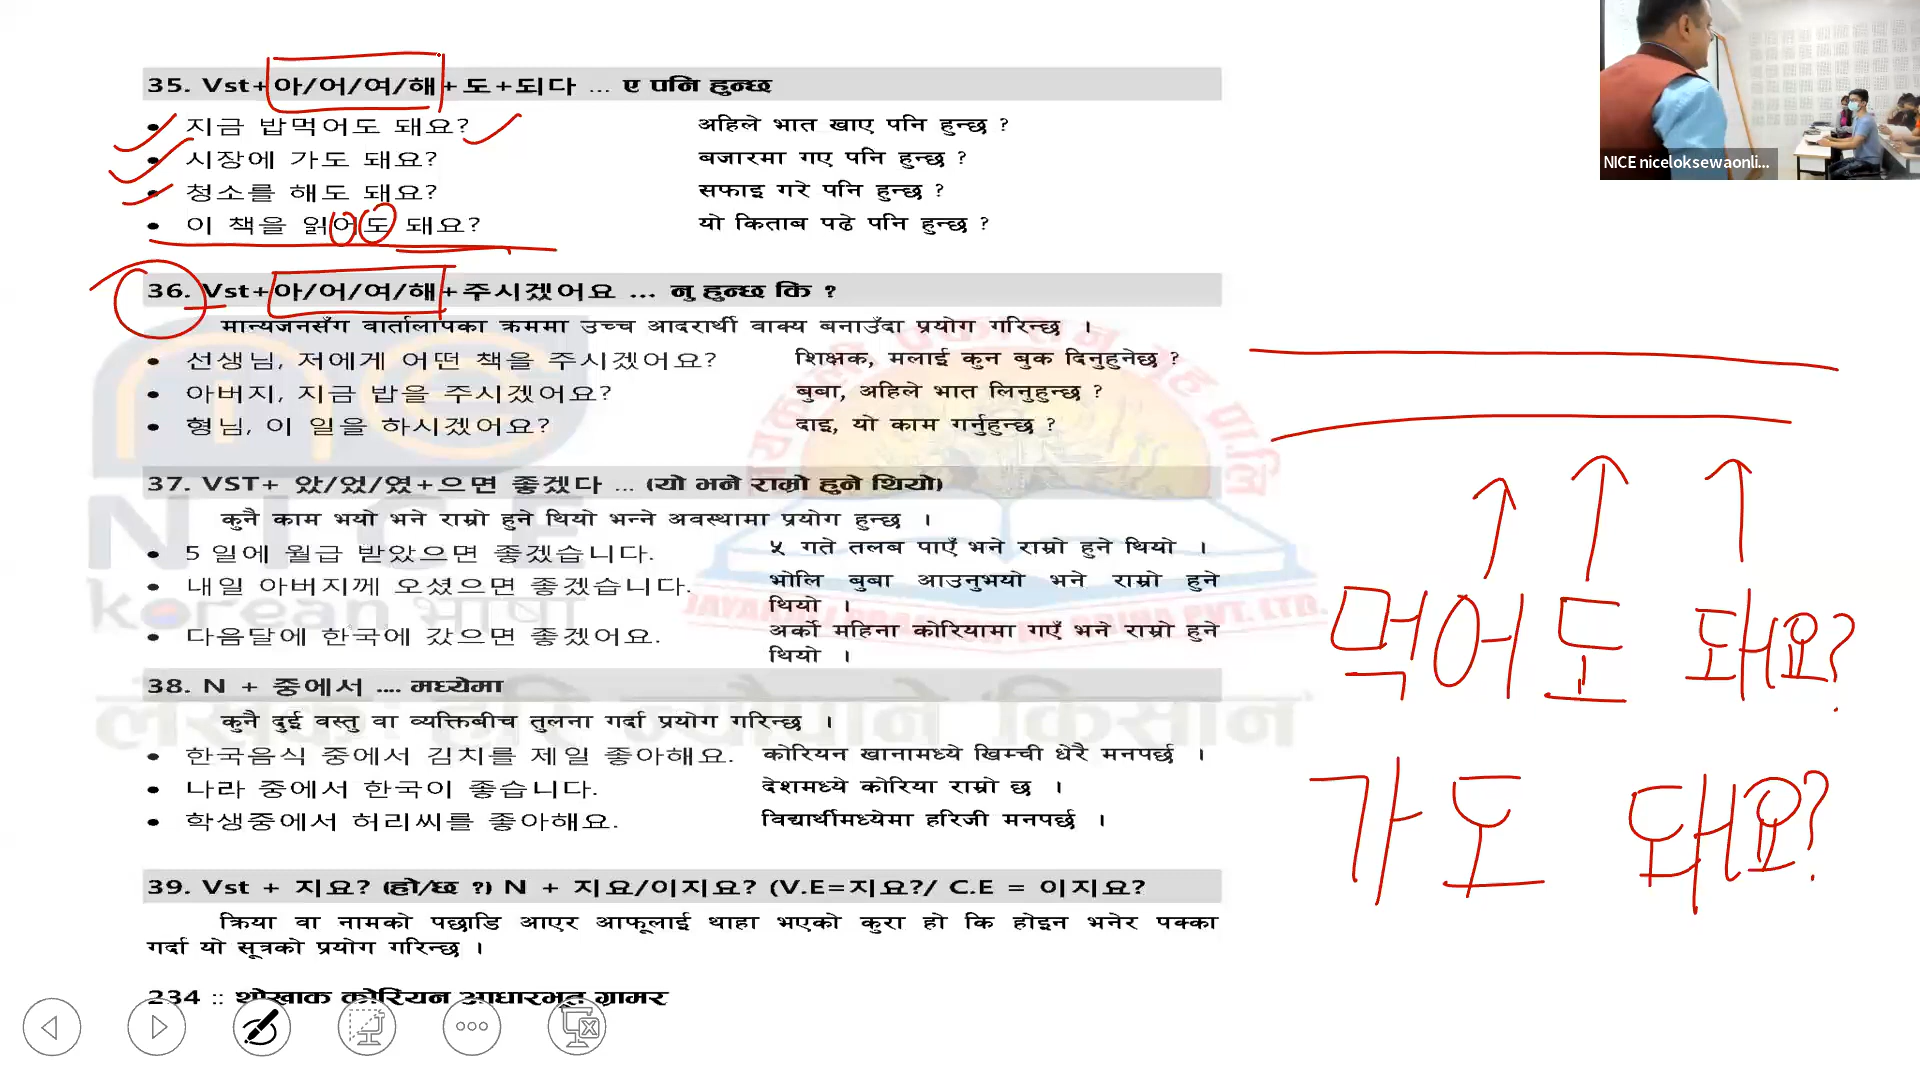 35. Vst+아/어/여/해+도+되다 ... ए पनि हुन्छ
• 지금 밥먹어도 돼요? अहिले भात खाए पनि हुन्छ ?
• 시장에 가도 돼요? बजारमा गए पनि हुन्छ ?
• 청소를 해도 돼요? सफाइ गरे पनि हुन्छ ?
• 이 책을 읽어도 돼요? यो किताब पढे पनि हुन्छ ?
36. Vst+아/어/여/해+주시겠어요 ... नु हुन्छ कि ?
मान्यजनसँग वार्तालापका क्रममा उच्च आदरार्थी वाक्य बनाउँदा प्रयोग गरिन्छ ।
• 선생님, 저에게 어떤 책을 주시겠어요? शिक्षक, मलाई कुन बुक दिनुहुनेछ ?
• 아버지, 지금 밥을 주시겠어요? बुबा, अहिले भात लिनुहुन्छ ?
• 형님, 이 일을 하시겠어요? दाइ, यो काम गर्नुहुन्छ ?
37. VST+ 았/었/였+으면 좋겠다 ... (यो भने राम्रो हुने थियो)
कुनै काम भयो भने राम्रो हुने थियो भन्ने अवस्थामा प्रयोग हुन्छ ।
• 5 일에 월급 받았으면 좋겠습니다. ५ गते तलब पाएँ भने राम्रो हुने थियो ।
• 내일 아버지께 오셨으면 좋겠습니다. भोलि बुबा आउनुभयो भने राम्रो हुने
थियो ।
• 다음달에 한국에 갔으면 좋겠어요. अर्को महिना कोरियामा गएँ भने राम्रो हुने
थियो ।
38. N + 중에서 .... मध्येमा
कुनै दुई वस्तु वा व्यक्तिबीच तुलना गर्दा प्रयोग गरिन्छ ।
• 한국음식 중에서 김치를 제일 좋아해요. कोरियन खानामध्ये खिम्ची धेरै मनपर्छ ।
• 나라 중에서 한국이 좋습니다. देशमध्ये कोरिया राम्रो छ ।
• 학생중에서 허리씨를 좋아해요. विद्यार्थीमध्येमा हरिजी मनपर्छ ।
39. Vst + 지요? (हो/छ ?) N + 지요/이지요? (V.E=지요?/ C.E = 이지요?
क्रिया वा नामको पछाडि आएर आफूलाई थाहा भएको कुरा हो कि होइन भनेर पक्का
गर्दा यो सूत्रको प्रयोग गरिन्छ ।
234 :: थोखाक कोरियन आधारभूत ग्रामर
먹어도 돼요?
가도 돼요?
NICE niceloksewaonli...
NICE
korean भाषा
लेखक: हरि न्यौपाने 'किसान'